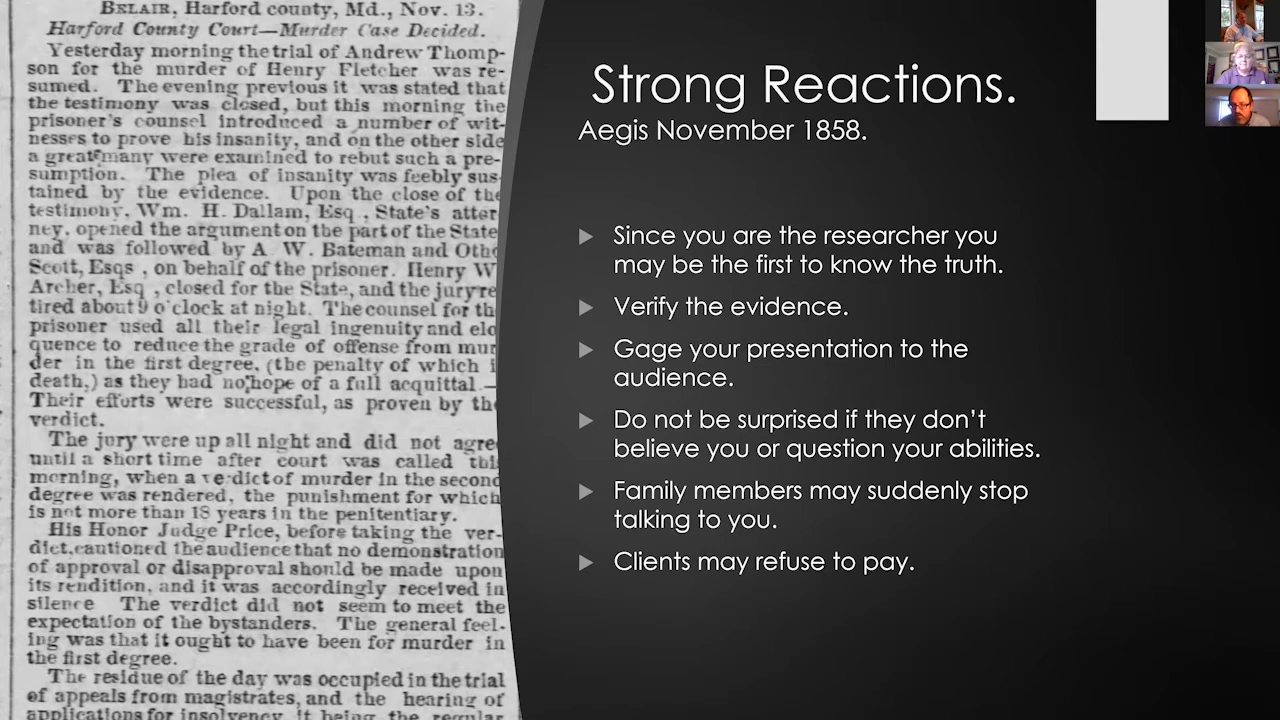 BELAIR, Harford county, Md., Nov. 13.
Harford County Court—Murder Case Decided.
Yesterday morning the trial of Andrew Thomp-
son for the murder of Henry Fletcher was re-
sumed. The evening previous it was stated that
the testimony was closed, but this morning the
prisoner's counsel introduced a number of wit-
nesses to prove his insanity, and on the other side
a great many were examined to rebut such a pre-
sumption. The plea of insanity was feebly sus
tained by the evidence. Upon the close of the
testimony, Wm. H. Dallam, Esq , State's attor
ney, opened the argument on the part of the State
and was followed by A W. Bateman and Otho
Scott, Esqs , on behalf of the prisoner. Henry W
Archer, Esq , closed for the State, and the jury re
tired about 9 o'clock at night. The counsel for th
prisoner used all their legal ingenuity and elo
quence to reduce the grade of offense from mur
der in the first degree, (the penalty of which i
death,) as they had no hope of a full acquittal.—
Their efforts were successful, as proven by the
verdict.
The jury were up all night and did not agre
until a short time after court was called this
morning, when a ve dict of murder in the second
degree was rendered, the punishment for which
is not more than 18 years in the penitentiary.
His Honor Judge Price, before taking the ver-
dict, cautioned the audience that no demonstration
of approval or disapproval should be made upon
its rendition, and it was accordingly received in
silence The verdict did not seem to meet the
expectation of the bystanders. The general feel-
ing was that it ought to have been for murder in
the first degree.
The residue of the day was occupied in the trial
of appeals from magistrates, and the hearing of
applications for insolvency, it being the regular
Strong Reactions.
Aegis November 1858.
Since you are the researcher you
may be the first to know the truth.
Verify the evidence.
Gage your presentation to the
audience.
Do not be surprised if they don't
believe you or question your abilities.
Family members may suddenly stop
talking to you.
Clients may refuse to pay.